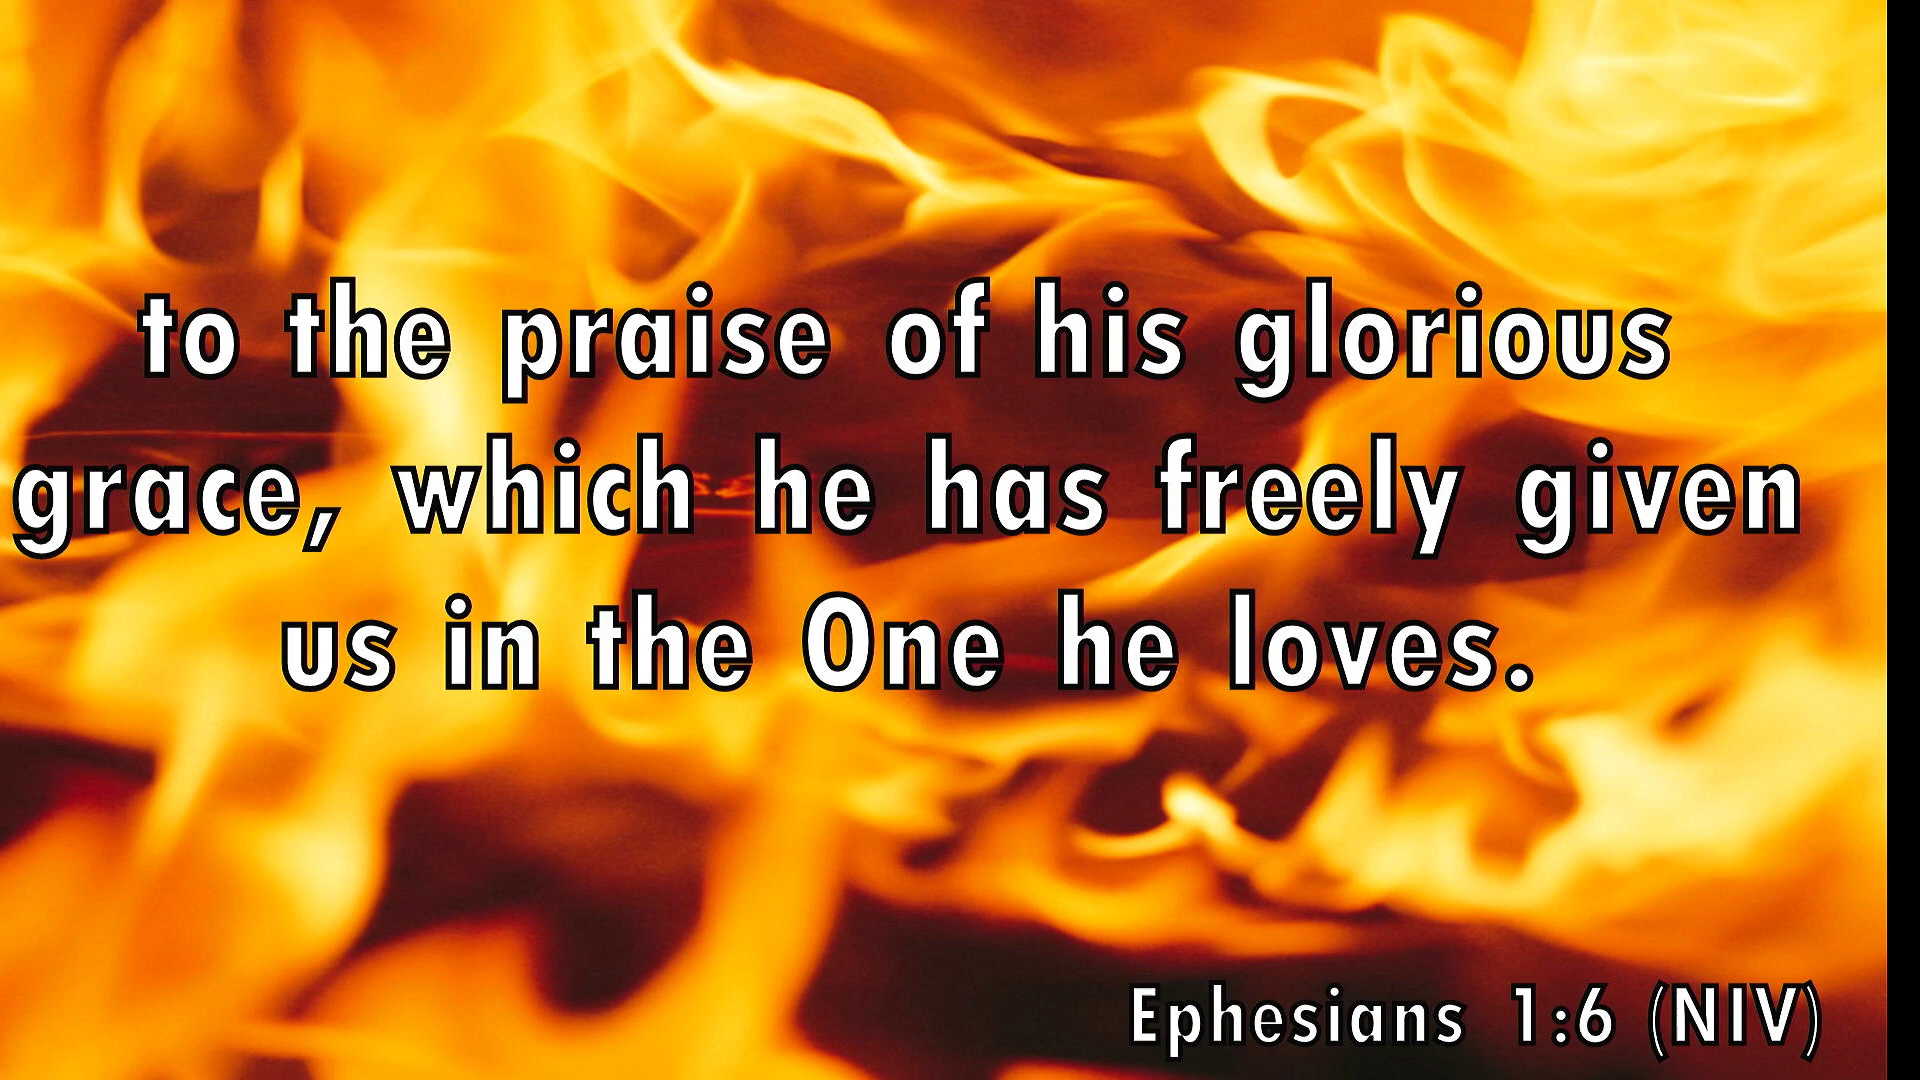 to the praise of his glorious
grace, which he has freely given
us in the One he loves.
Ephesians 1:6 (NIV)